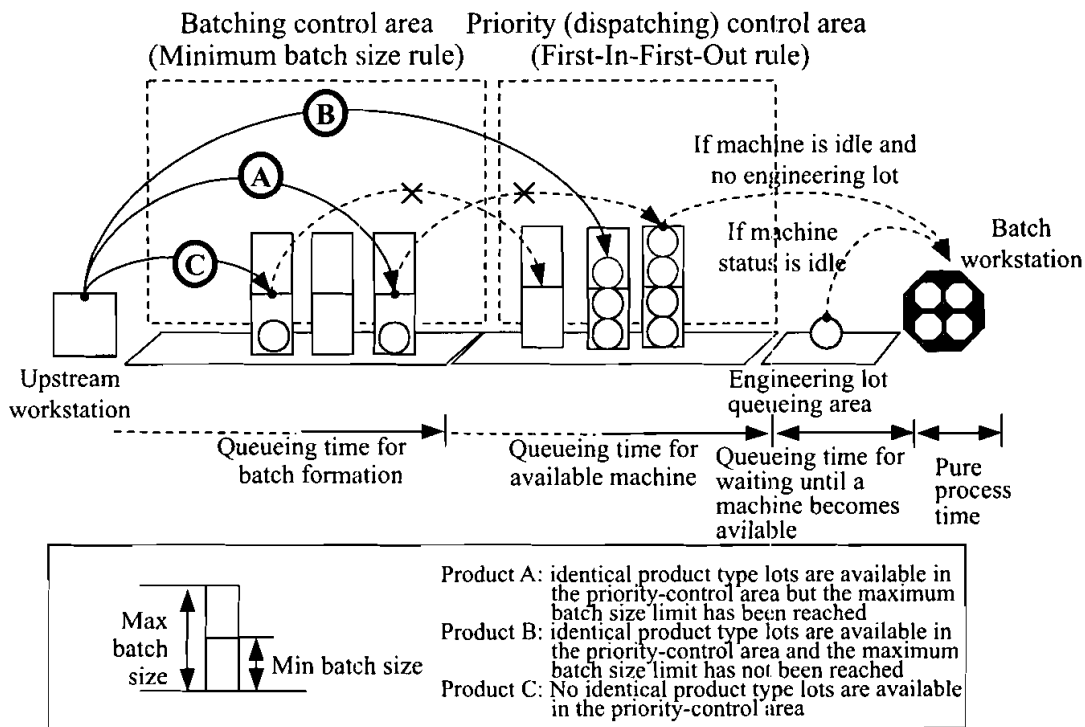 Batching control area
(Minimum batch size rule)
Priority (dispatching) control area
(First-In-First-Out rule)
B
A
C
If machine is idle and
no engineering lot
If machine
status is idle
Batch
workstation
Upstream
workstation
Engineering lot
queueing area
Queueing time for
batch formation
Queueing time for
available machine
Queueing time for
waiting until a
machine becomes
avilable
Pure
process
time
Max
batch
size
Min batch size
Product A: identical product type lots are available in
the priority-control area but the maximum
batch size limit has been reached
Product B: identical product type lots are available in
the priority-control area and the maximum
batch size limit has not been reached
Product C: No identical product type lots are available
in the priority-control area